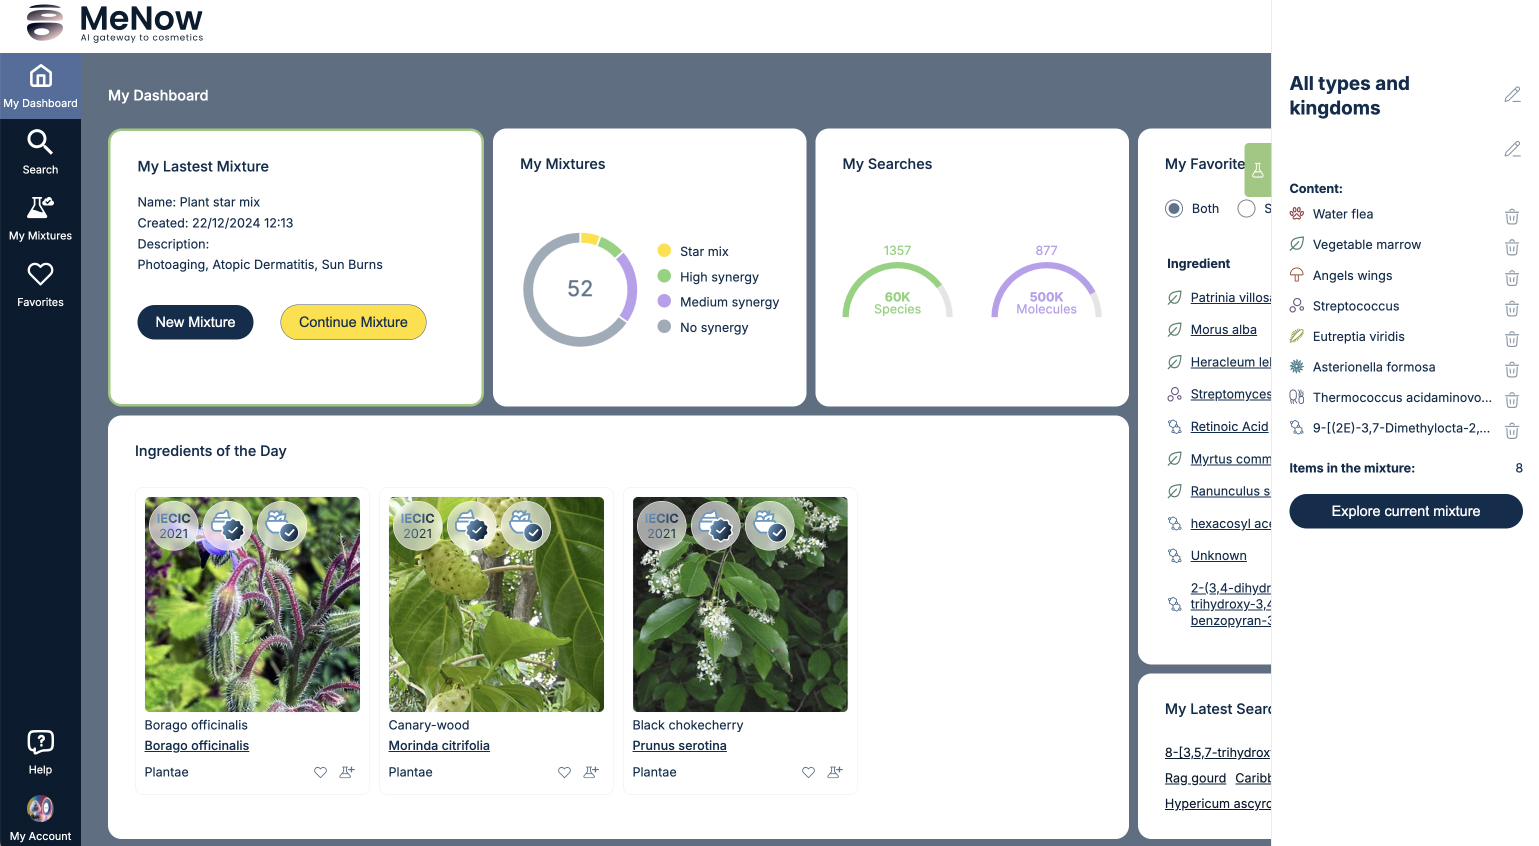 MeNow
AI gateway to cosmetics
My Dashboard
Search
My Mixtures
Favorites
Help
My Account
My Dashboard
My Lastest Mixture
Name: Plant star mix
Created: 22/12/2024 12:13
Description:
Photoaging, Atopic Dermatitis, Sun Burns
New Mixture
Continue Mixture
My Mixtures
52
Star mix
High synergy
Medium synergy
No synergy
My Searches
1357
60K
Species
877
500K
Molecules
My Favorite
Both
S
Ingredient
Patrinia villosa
Morus alba
Heracleum lel
Streptomyces
Retinoic Acid
Myrtus comm
Ranunculus s
hexacosyl ace
Unknown
2-(3,4-dihydr
trihydroxy-3,4
benzopyran-3
Ingredients of the Day
IECIC
2021
Borago officinalis
Borago officinalis
Plantae
IECIC
2021
Canary-wood
Morinda citrifolia
Plantae
IECIC
2021
Black chokecherry
Prunus serotina
Plantae
My Latest Searc
8-[3,5,7-trihydrox
Rag gourd Caribb
Hypericum ascyro
All types and
kingdoms
Content:
Water flea
Vegetable marrow
Angels wings
Streptococcus
Eutreptia viridis
Asterionella formosa
Thermococcus acidaminovo...
9-[(2E)-3,7-Dimethylocta-2,...
Items in the mixture: 8
Explore current mixture